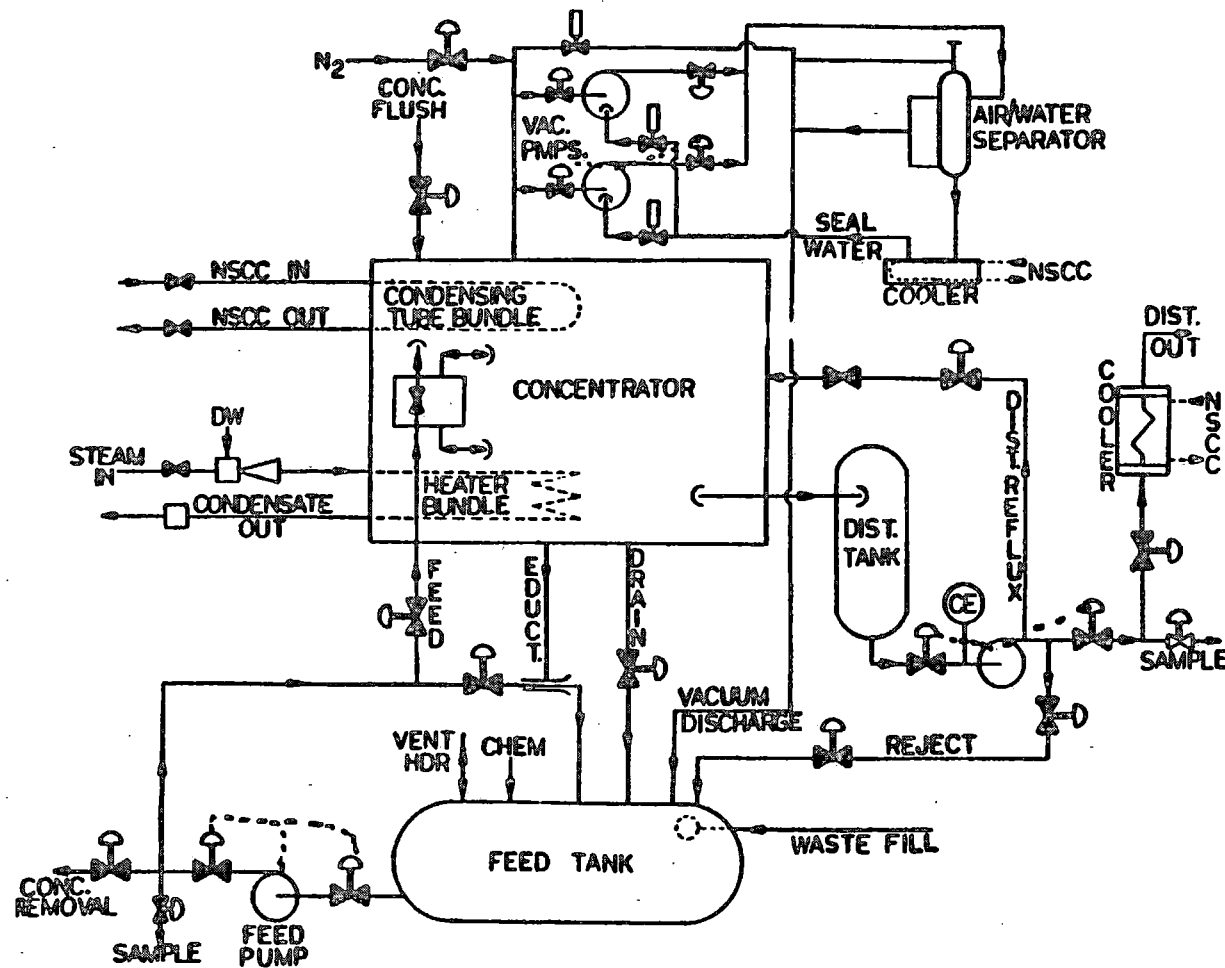 N2
CONC.
FLUSH
VAC.
PMPS.
AIR/WATER
SEPARATOR
SEAL
WATER
NSCC
COOLER
NSCC IN
NSCC OUT
CONDENSING
TUBE BUNDLE
CONCENTRATOR
DIST.
OUT
COOLER
NSCC
DW
STEAM
IN
CONDENSATE
OUT
HEATER
BUNDLE
DIST. REFLUX
DIST.
TANK
CE
SAMPLE
FEED
EDUCT.
DRAIN
VACUUM
DISCHARGE
REJECT
VENT
HDR
CHEM
FEED TANK
WASTE FILL
CONC.
REMOVAL
SAMPLE
FEED
PUMP